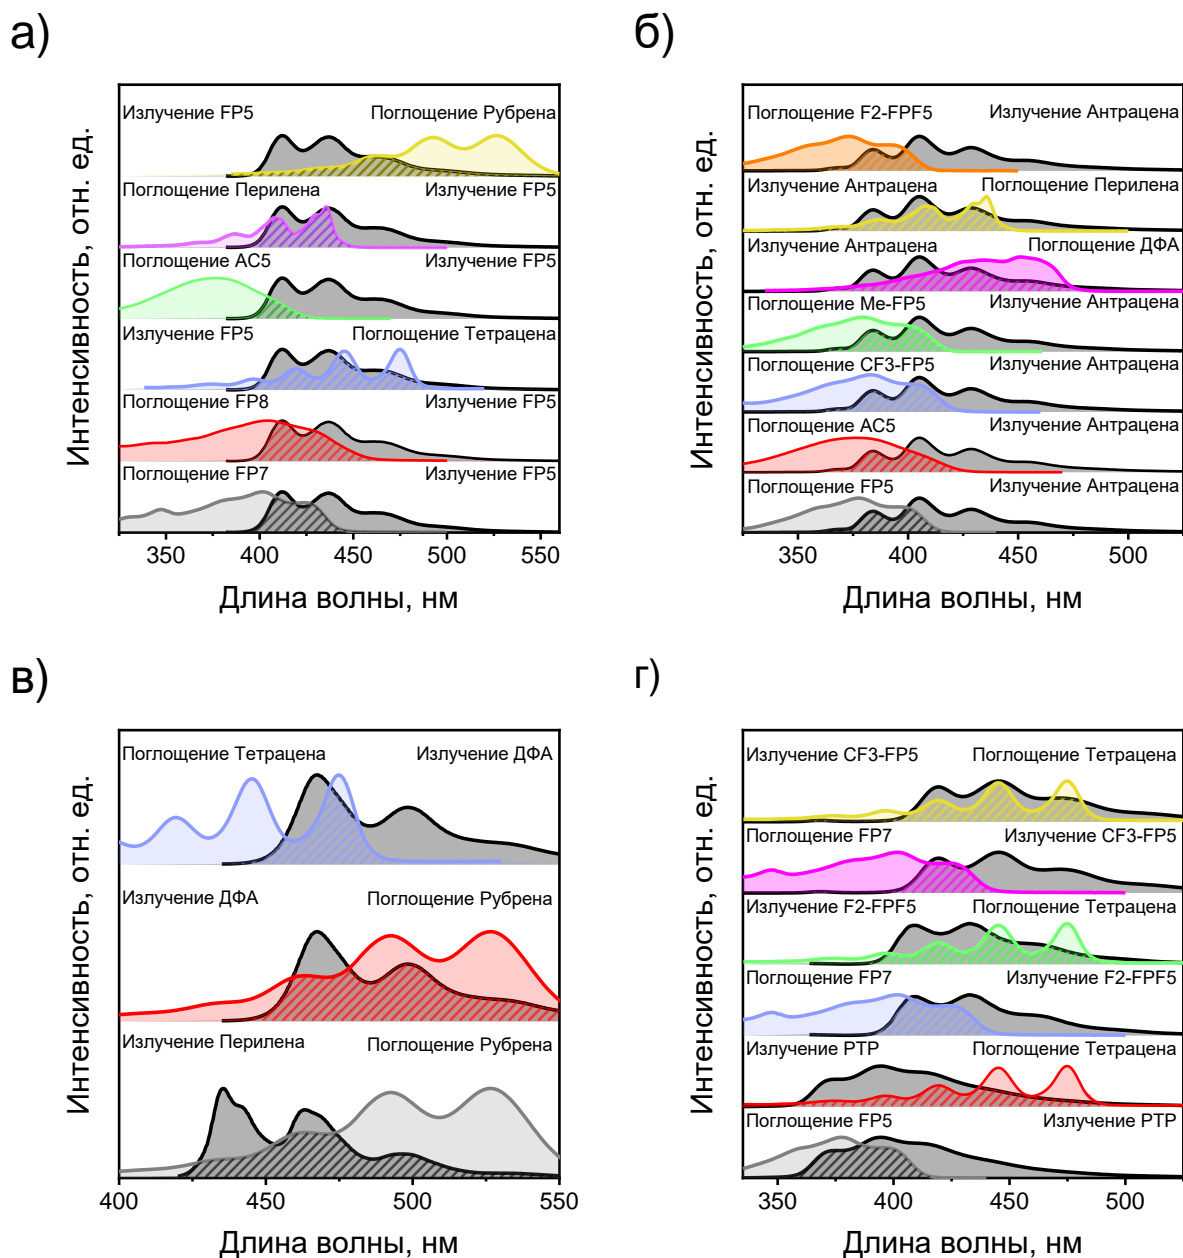 а)
Интенсивность, отн. ед.
Излучение FP5 Поглощение Рубрена
Поглощение Перилена Излучение FP5
Поглощение AC5 Излучение FP5
Излучение FP5 Поглощение Тетрацена
Поглощение FP8 Излучение FP5
Поглощение FP7 Излучение FP5
350 400 450 500 550
Длина волны, нм
б)
Интенсивность, отн. ед.
Поглощение F2-FPF5 Излучение Антрацена
Излучение Антрацена Поглощение Перилена
Излучение Антрацена Поглощение ДФА
Поглощение Me-FP5 Излучение Антрацена
Поглощение CF3-FP5 Излучение Антрацена
Поглощение AC5 Излучение Антрацена
Поглощение FP5 Излучение Антрацена
350 400 450 500
Длина волны, нм
в)
Интенсивность, отн. ед.
Поглощение Тетрацена Излучение ДФА
Излучение ДФА Поглощение Рубрена
Излучение Перилена Поглощение Рубрена
400 450 500 550
Длина волны, нм
г)
Интенсивность, отн. ед.
Излучение CF3-FP5 Поглощение Тетрацена
Поглощение FP7 Излучение CF3-FP5
Излучение F2-FPF5 Поглощение Тетрацена
Поглощение FP7 Излучение F2-FPF5
Излучение PTP Поглощение Тетрацена
Поглощение FP5 Излучение PTP
350 400 450 500
Длина волны, нм